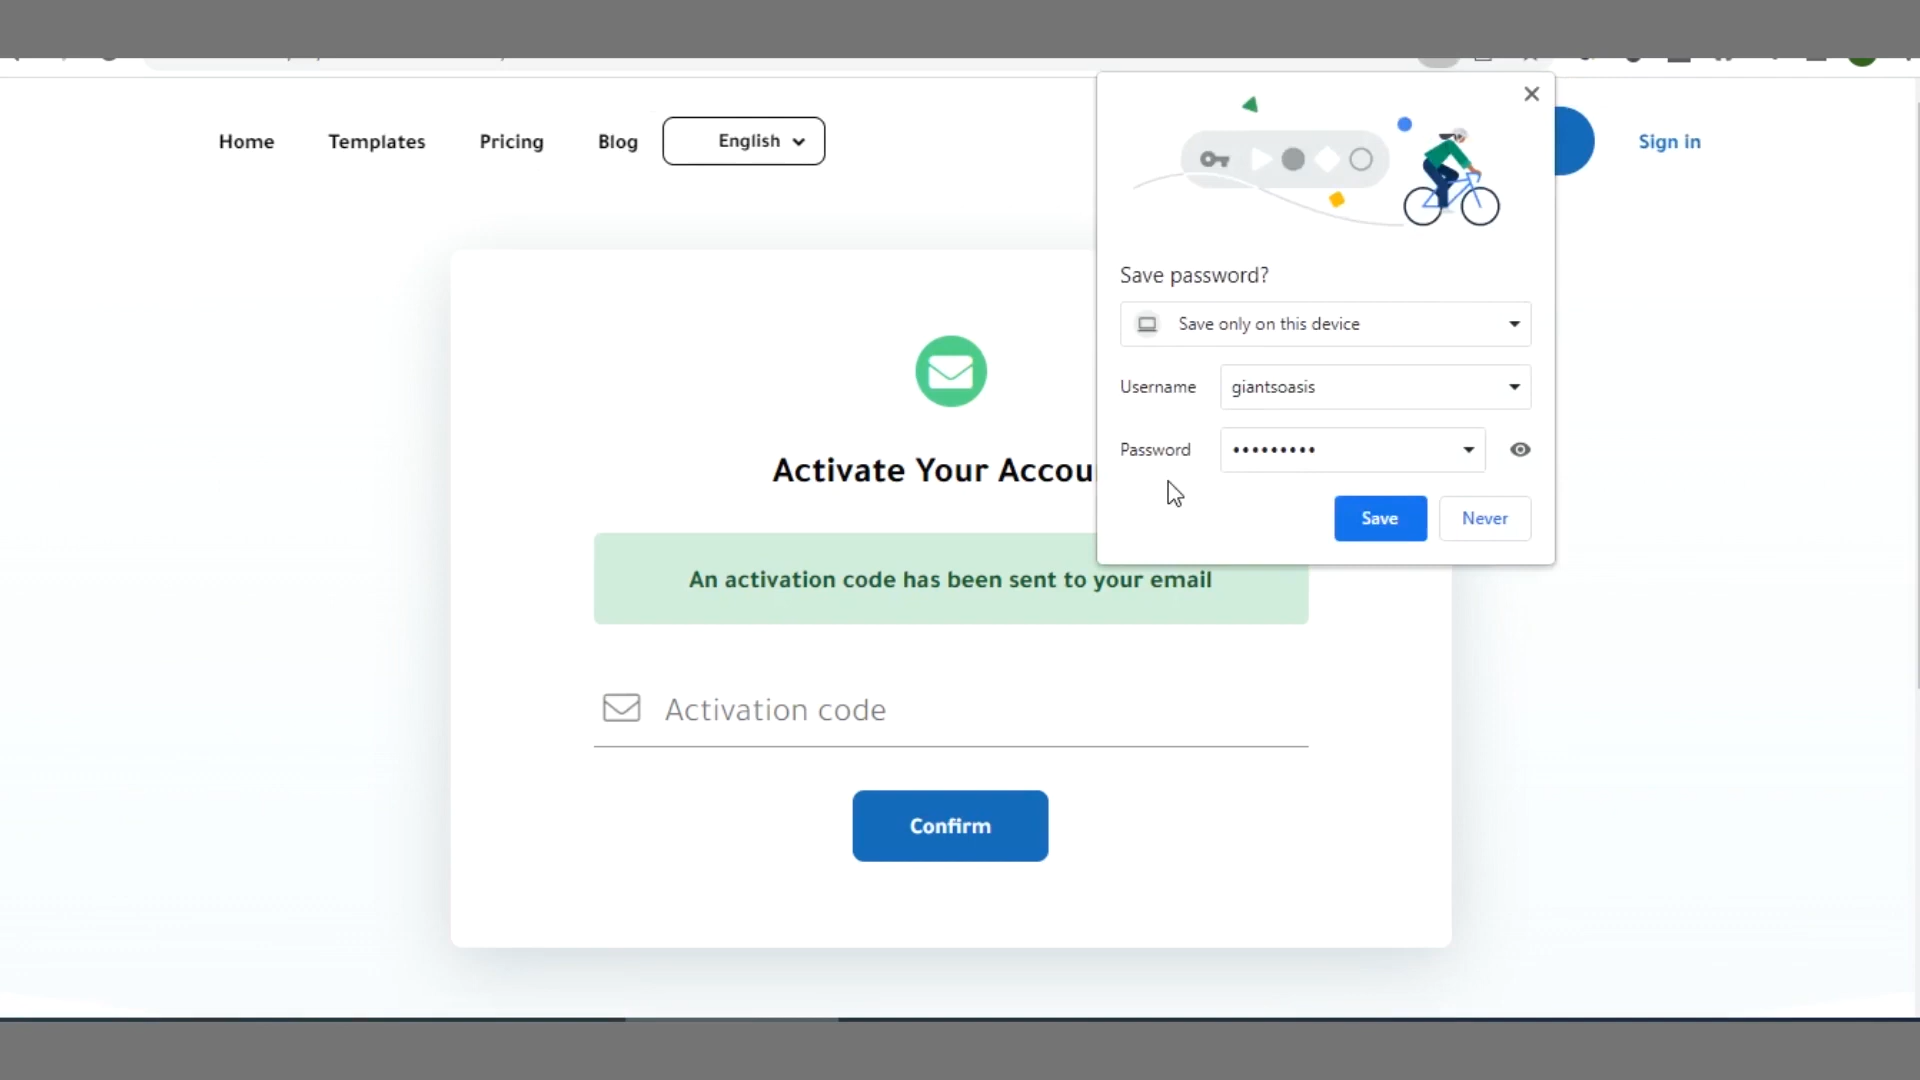 Home
Templates
Pricing
Blog
English
Sign in
Save password?
Save only on this device
Username
giantsoasis
Password
•••••••••
Save
Never
Activate Your Accou
An activation code has been sent to your email
Activation code
Confirm